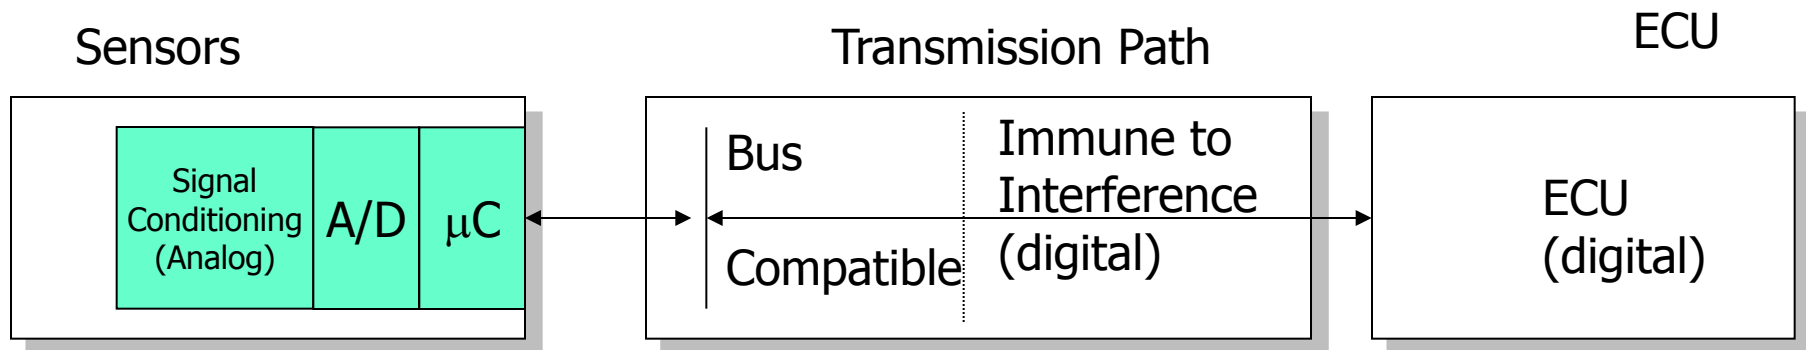 Sensors
Transmission Path
ECU
Signal
Conditioning
(Analog)
A/D
μC
Bus
Compatible
Immune to
Interference
(digital)
ECU
(digital)